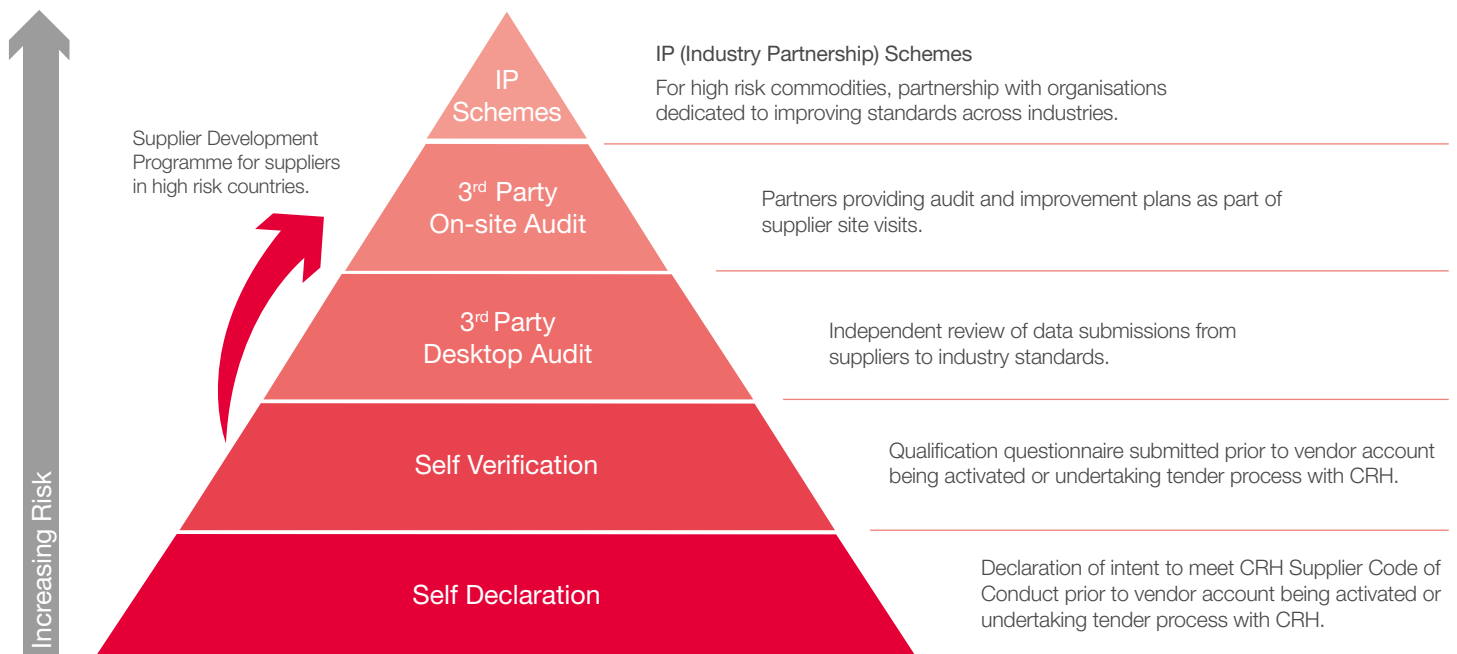 IP
Schemes
IP (Industry Partnership) Schemes
For high risk commodities, partnership with organisations
dedicated to improving standards across industries.
Supplier Development
Programme for suppliers
in high risk countries.
3rd Party
On-site Audit
Partners providing audit and improvement plans as part of
supplier site visits.
3rd Party
Desktop Audit
Independent review of data submissions from
suppliers to industry standards.
Self Verification
Qualification questionnaire submitted prior to vendor account
being activated or undertaking tender process with CRH.
Self Declaration
Declaration of intent to meet CRH Supplier Code of
Conduct prior to vendor account being activated or
undertaking tender process with CRH.
Increasing Risk